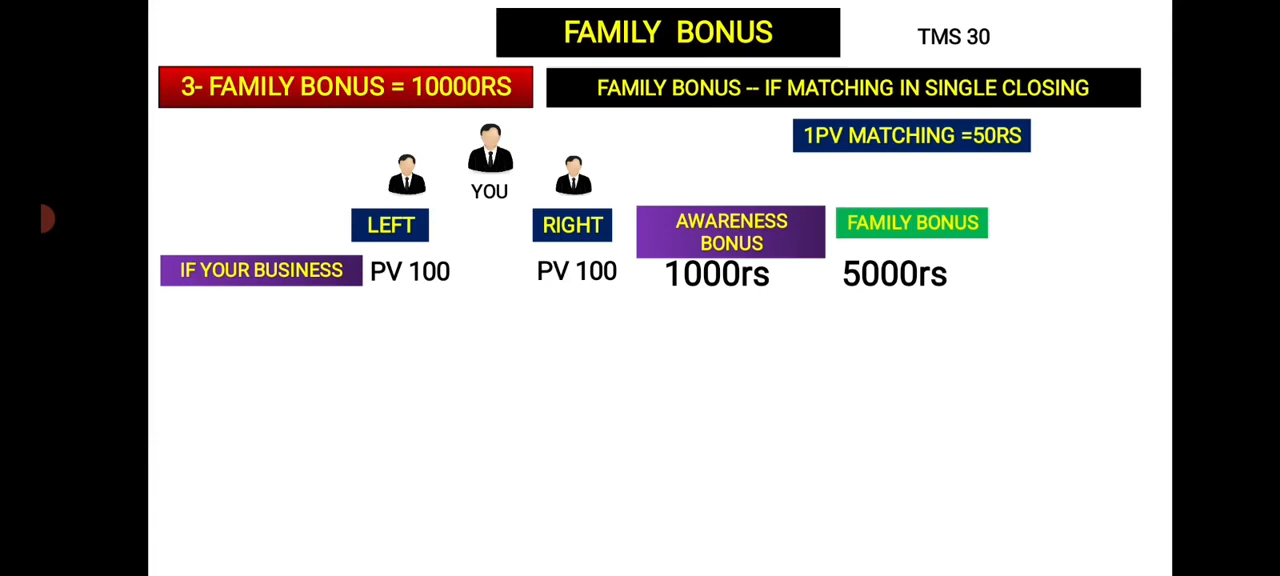 FAMILY BONUS
TMS 30
3- FAMILY BONUS = 10000RS
FAMILY BONUS -- IF MATCHING IN SINGLE CLOSING
1PV MATCHING =50RS
YOU
LEFT
RIGHT
AWARENESS
BONUS
FAMILY BONUS
IF YOUR BUSINESS
PV 100
PV 100
1000rs
5000rs